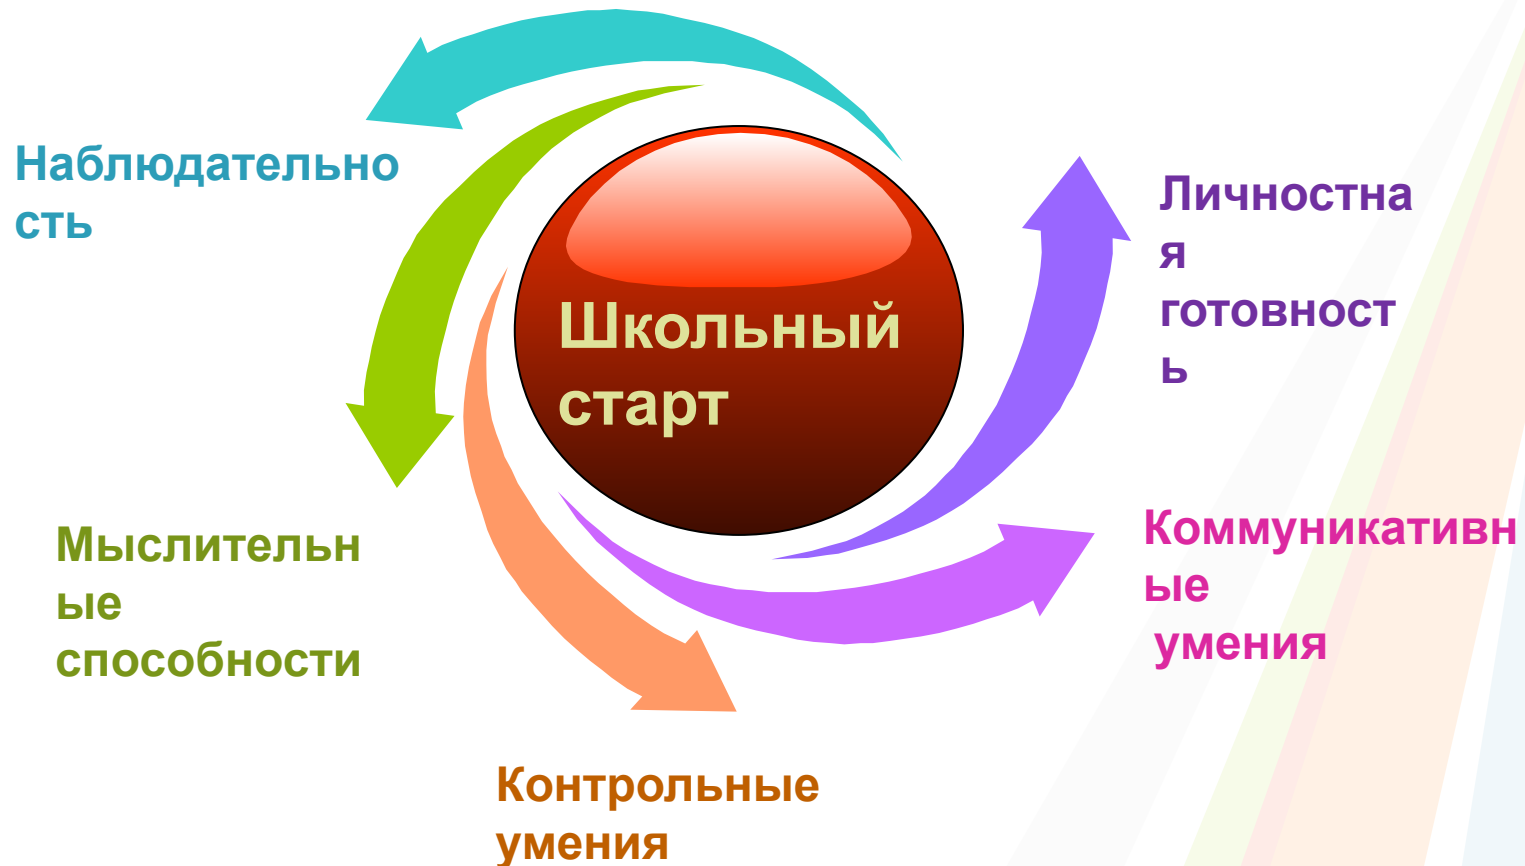 Наблюдательно
сть
Личностна
я
готовност
ь
Школьный
старт
Мыслительн
ые
способности
Коммуникативн
ые
умения
Контрольные
умения